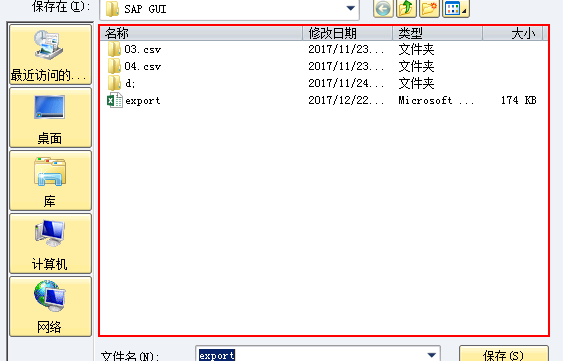 保存在(I): SAP GUI
名称 修改日期 类型 大小
03.csv 2017/11/23... 文件夹
04.csv 2017/11/23... 文件夹
d; 2017/11/24... 文件夹
export 2017/12/22... Microsoft ... 174 KB
最近访问的...
桌面
库
计算机
网络
文件名(N): export 保存(S)